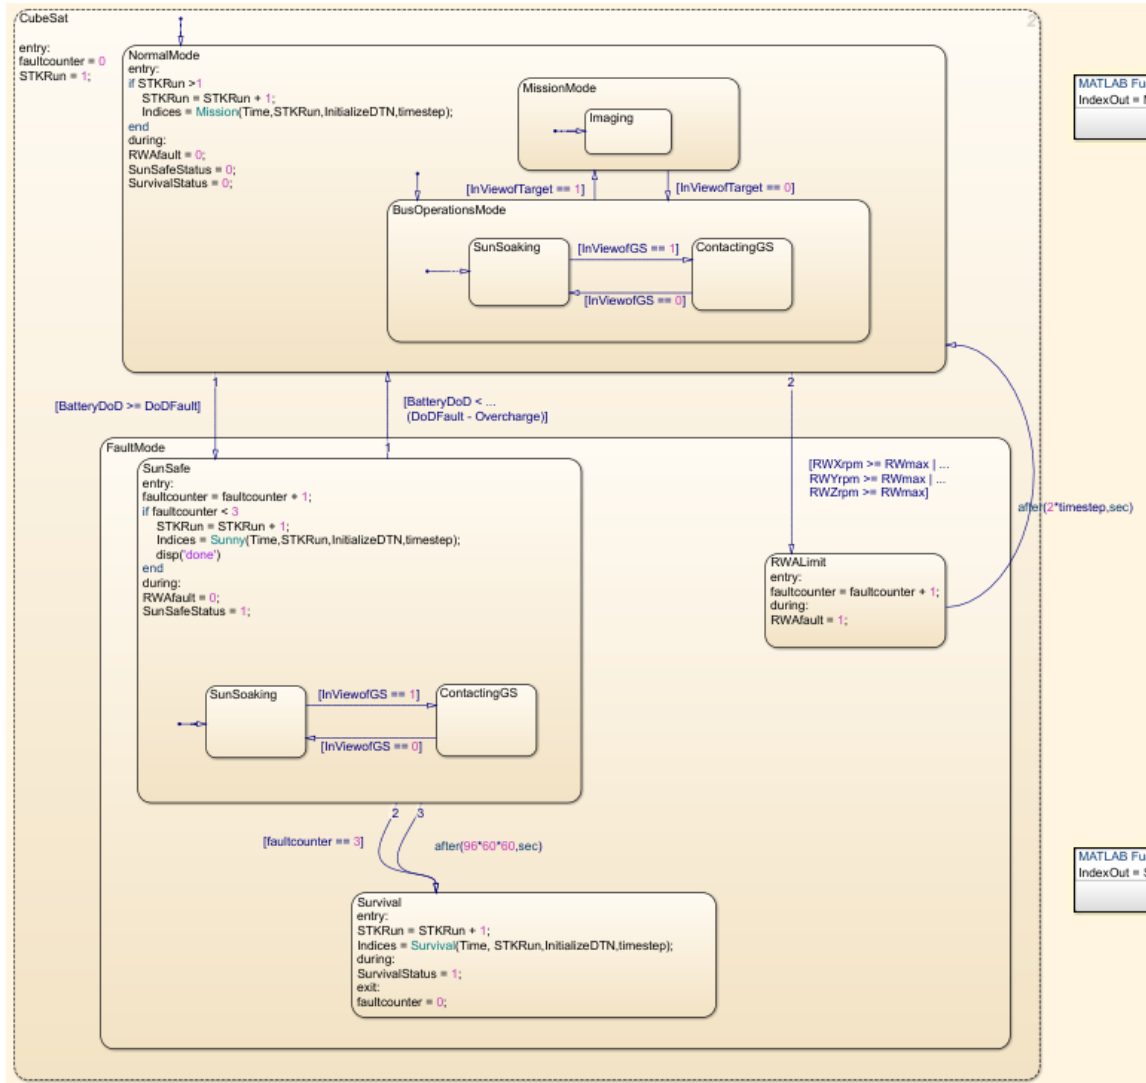 CubeSat
2
entry:
faultcounter = 0
STKRun = 1;
NormalMode
entry:
if STKRun >1
STKRun = STKRun + 1;
Indices = Mission(Time,STKRun,InitializeDTN,timestep);
end
during:
RWAfault = 0;
SunSafeStatus = 0;
SurvivalStatus = 0;
MissionMode
Imaging
[InViewofTarget == 1]
[InViewofTarget == 0]
BusOperationsMode
SunSoaking
[InViewofGS == 1]
ContactingGS
[InViewofGS == 0]
MATLAB Fu
IndexOut =
1
2
[BatteryDoD >= DoDFault]
[BatteryDoD < ...
(DoDFault - Overcharge)]
1
[RWXrpm >= RWmax | ...
RWYrpm >= RWmax | ...
RWZrpm >= RWmax]
after(2*timestep,sec)
FaultMode
SunSafe
entry:
faultcounter = faultcounter + 1;
if faultcounter < 3
STKRun = STKRun + 1;
Indices = Sunny(Time,STKRun,InitializeDTN,timestep);
disp('done')
end
during:
RWAfault = 0;
SunSafeStatus = 1;
RWALimit
entry:
faultcounter = faultcounter + 1;
during:
RWAfault = 1;
SunSoaking
[InViewofGS == 1]
ContactingGS
[InViewofGS == 0]
2
3
[faultcounter == 3]
after(96*60*60,sec)
Survival
entry:
STKRun = STKRun + 1;
Indices = Survival(Time, STKRun,InitializeDTN,timestep);
during:
SurvivalStatus = 1;
exit:
faultcounter = 0;
MATLAB Fu
IndexOut =